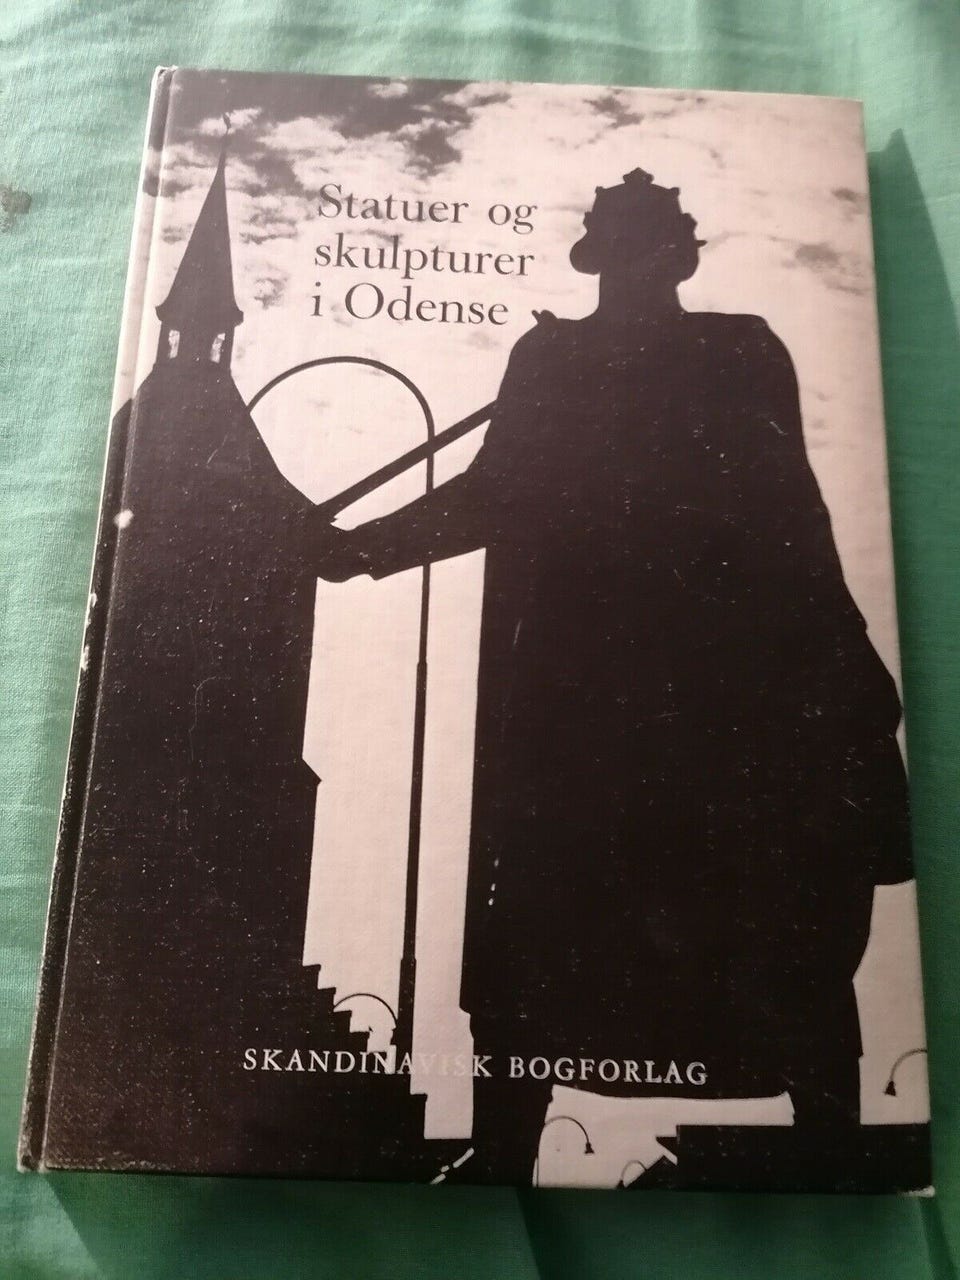 Statuer og
skulpturer
i Odense
SKANDINAVISK BOGFORLAG